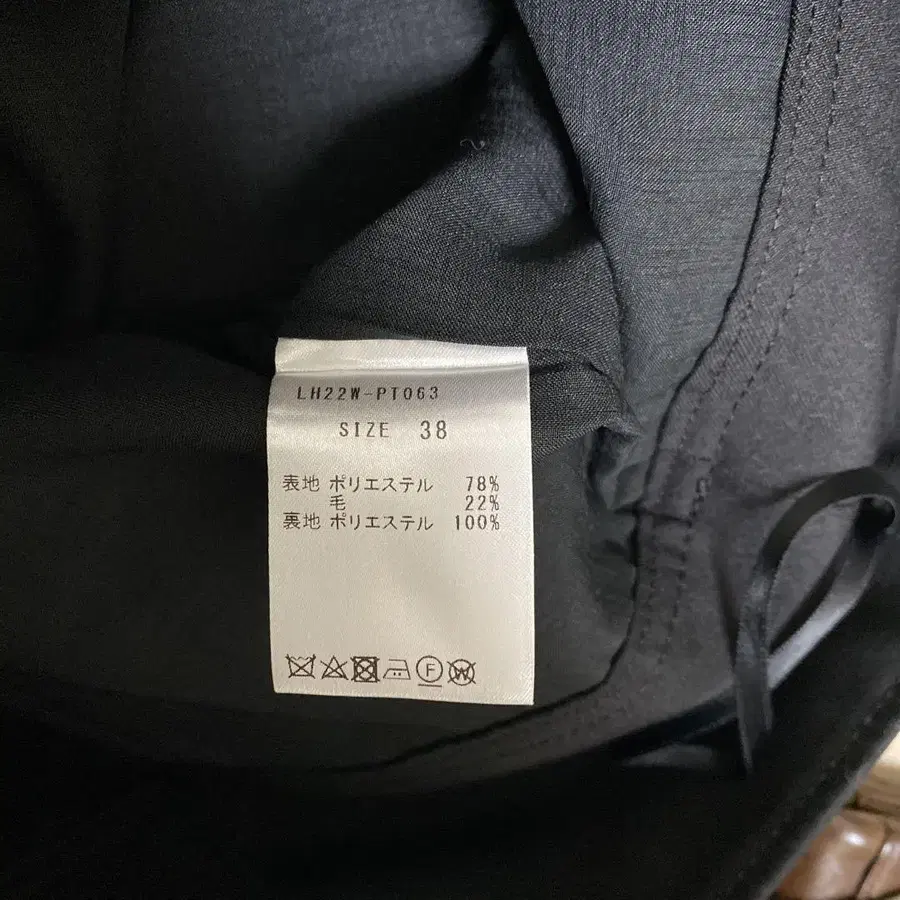 LH22W-PT063
SIZE 38
表地 ポリエステル 78%
毛 22%
裏地 ポリエステル 100%
F W